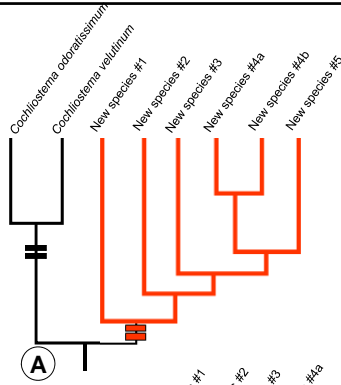 Cochliostema odoratissimum
Cochliostema velutinum
New species #1
New species #2
New species #3
New species #4a
New species #4b
New species #5
A
#1
#2
#3
#4a